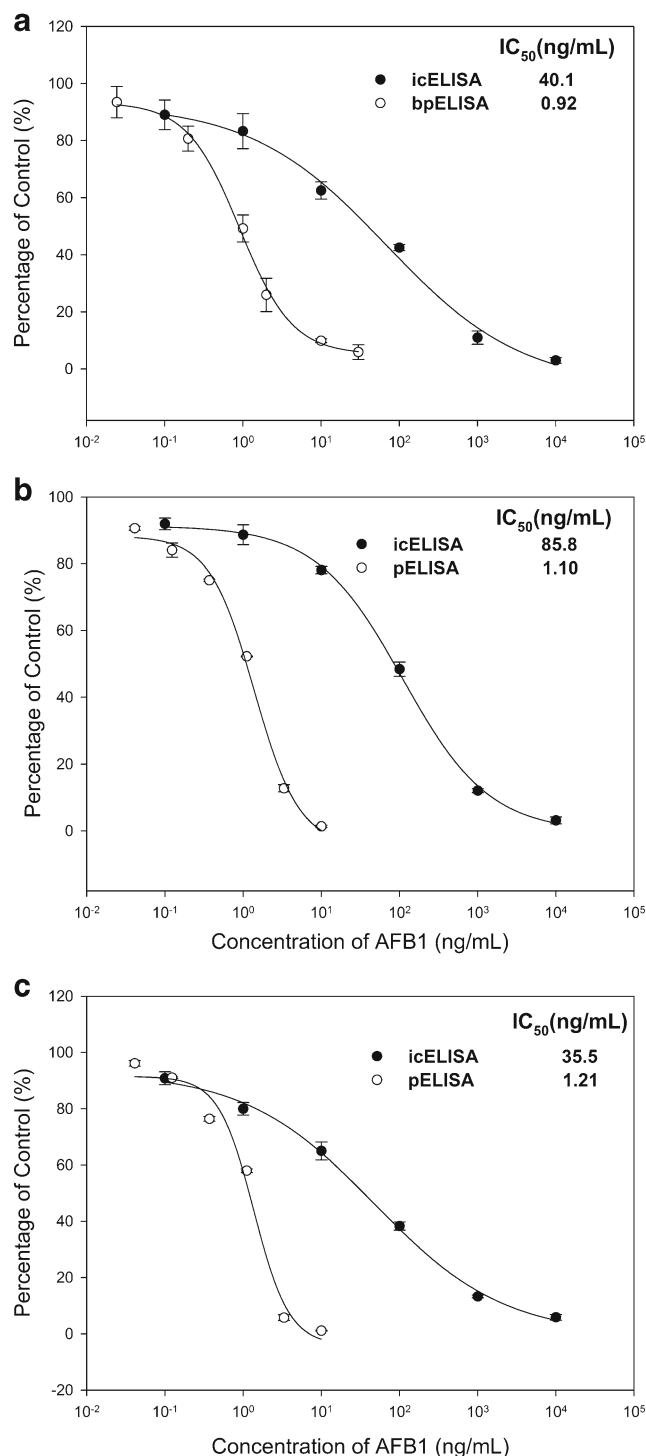 a
120
100
80
60
40
20
0
Percentage of Control (%)
IC50(ng/mL)
icELISA 40.1
bpELISA 0.92
10-2 10-1 100 101 102 103 104 105
b
100
80
60
40
20
0
Percentage of Control (%)
IC50(ng/mL)
icELISA 85.8
pELISA 1.10
10-2 10-1 100 101 102 103 104 105
Concentration of AFB1 (ng/mL)
c
120
100
80
60
40
20
0
-20
Percentage of Control (%)
IC50(ng/mL)
icELISA 35.5
pELISA 1.21
10-2 10-1 100 101 102 103 104 105
Concentration of AFB1 (ng/mL)